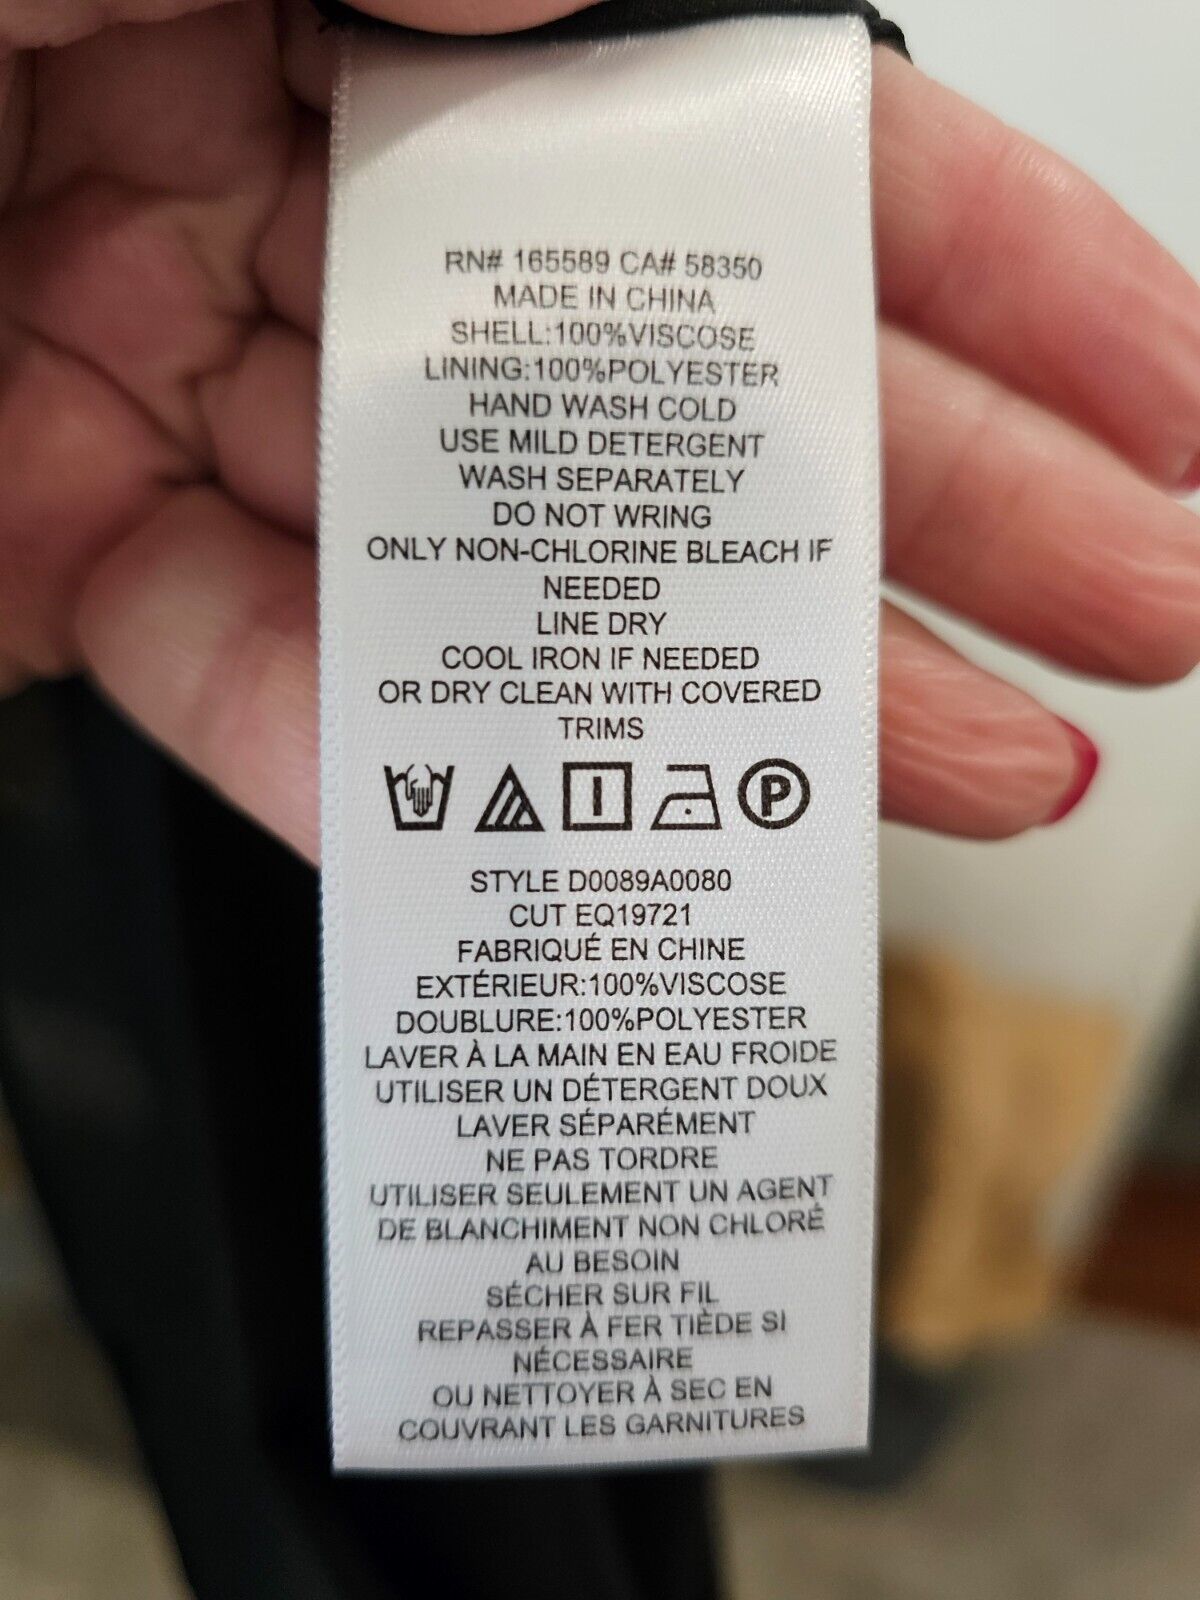 RN# 165589 CA# 58350
MADE IN CHINA
SHELL:100%VISCOSE
LINING:100%POLYESTER
HAND WASH COLD
USE MILD DETERGENT
WASH SEPARATELY
DO NOT WRING
ONLY NON-CHLORINE BLEACH IF
NEEDED
LINE DRY
COOL IRON IF NEEDED
OR DRY CLEAN WITH COVERED
TRIMS
P
STYLE D0089A0080
CUT EQ19721
FABRIQUÉ EN CHINE
EXTÉRIEUR:100%VISCOSE
DOUBLURE:100%POLYESTER
LAVER À LA MAIN EN EAU FROIDE
UTILISER UN DÉTERGENT DOUX
LAVER SÉPARÉMENT
NE PAS TORDRE
UTILISER SEULEMENT UN AGENT
DE BLANCHIMENT NON CHLORÉ
AU BESOIN
SÉCHER SUR FIL
REPASSER À FER TIÈDE SI
NÉCESSAIRE
OU NETTOYER À SEC EN
COUVRANT LES GARNITURES